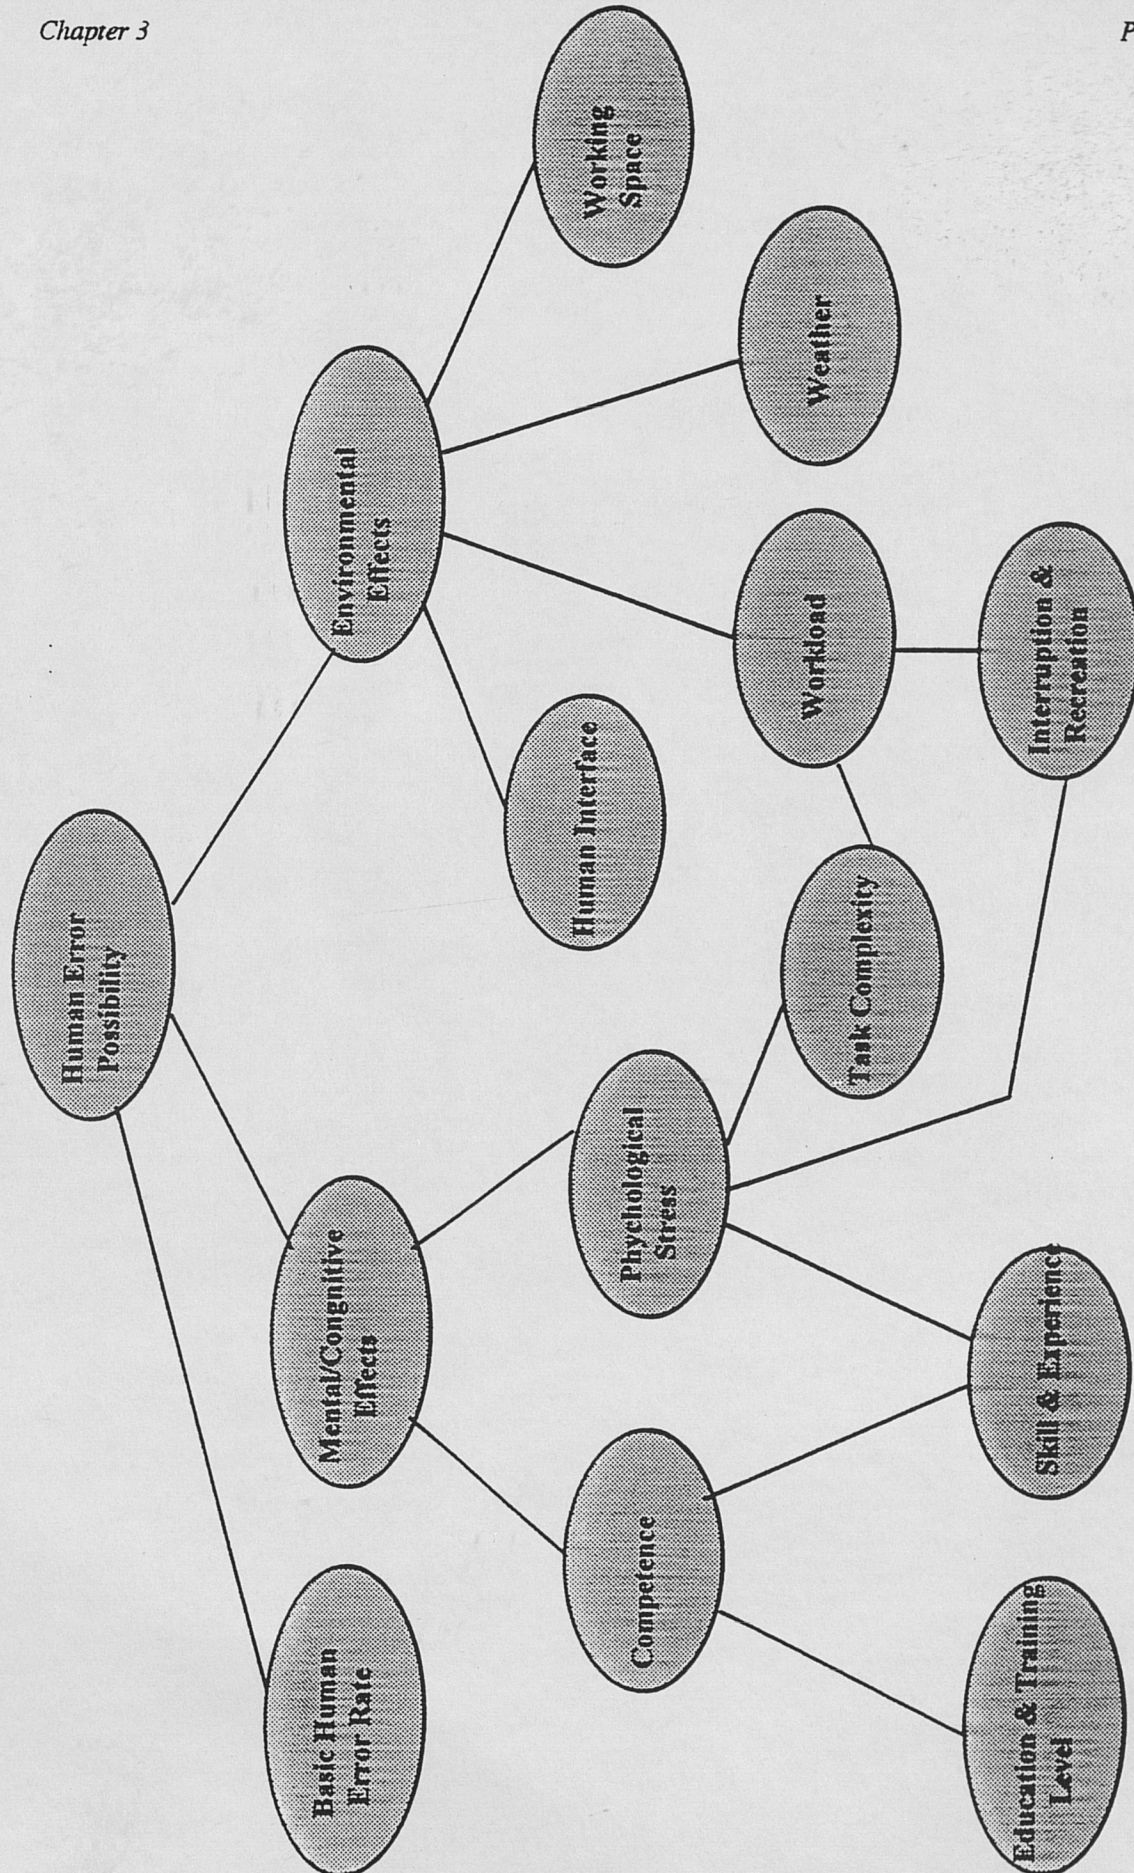 Chapter 3
P
Human Error
Possibility
Basic Human
Error Rate
Mental/Congnitive
Effects
Environmental
Effects
Competence
Phychological
Stress
Human Interface
Working
Space
Workload
Weather
Task Complexity
Education & Training
Level
Skill & Experience
Interruption &
Recreation